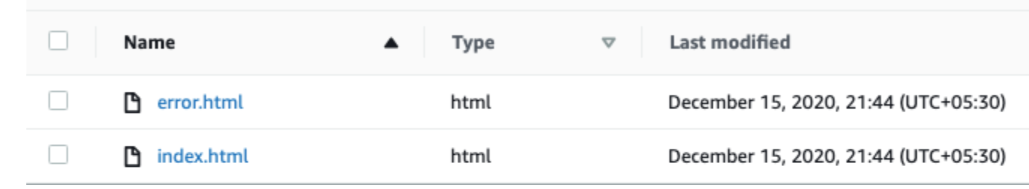 Name Type Last modified
error.html html December 15, 2020, 21:44 (UTC+05:30)
index.html html December 15, 2020, 21:44 (UTC+05:30)